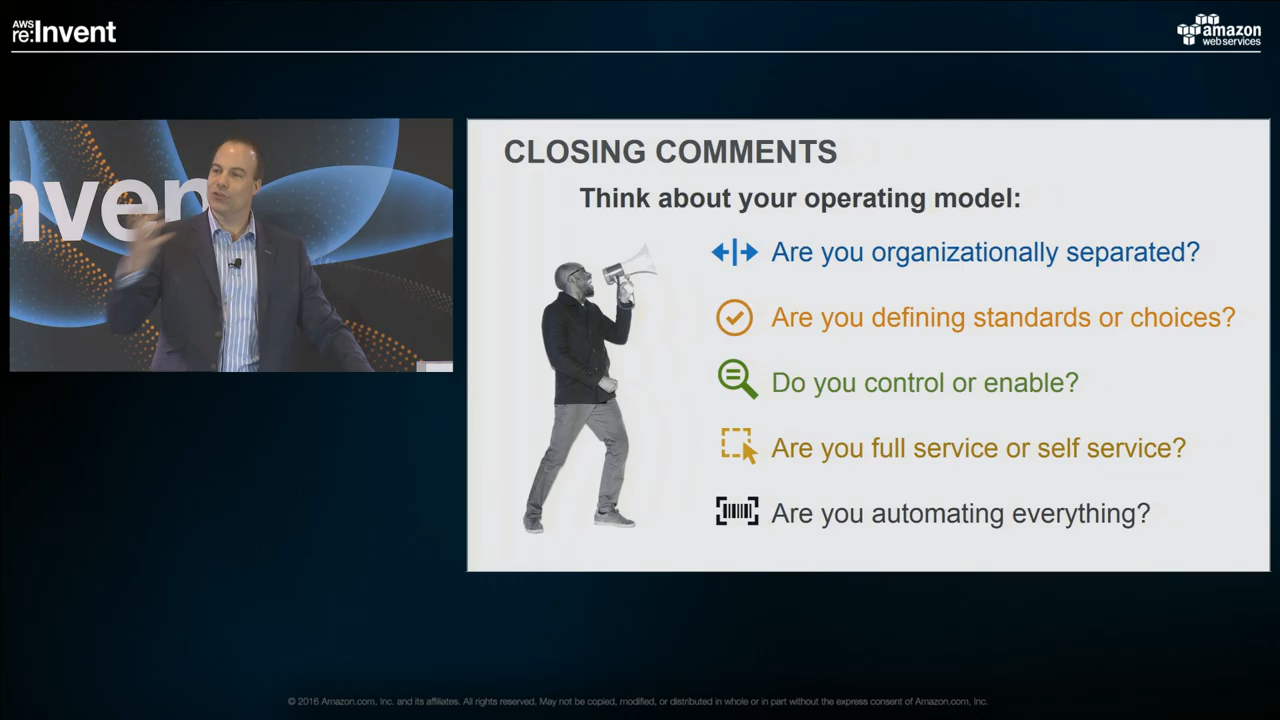 AWS
re:Invent
amazon
web services
nven
CLOSING COMMENTS
Think about your operating model:
Are you organizationally separated?
Are you defining standards or choices?
Do you control or enable?
Are you full service or self service?
Are you automating everything?
© 2016 Amazon.com, Inc. and its affiliates. All rights reserved. May not be copied, modified, or distributed in whole or in part without the express consent of Amazon.com, Inc.